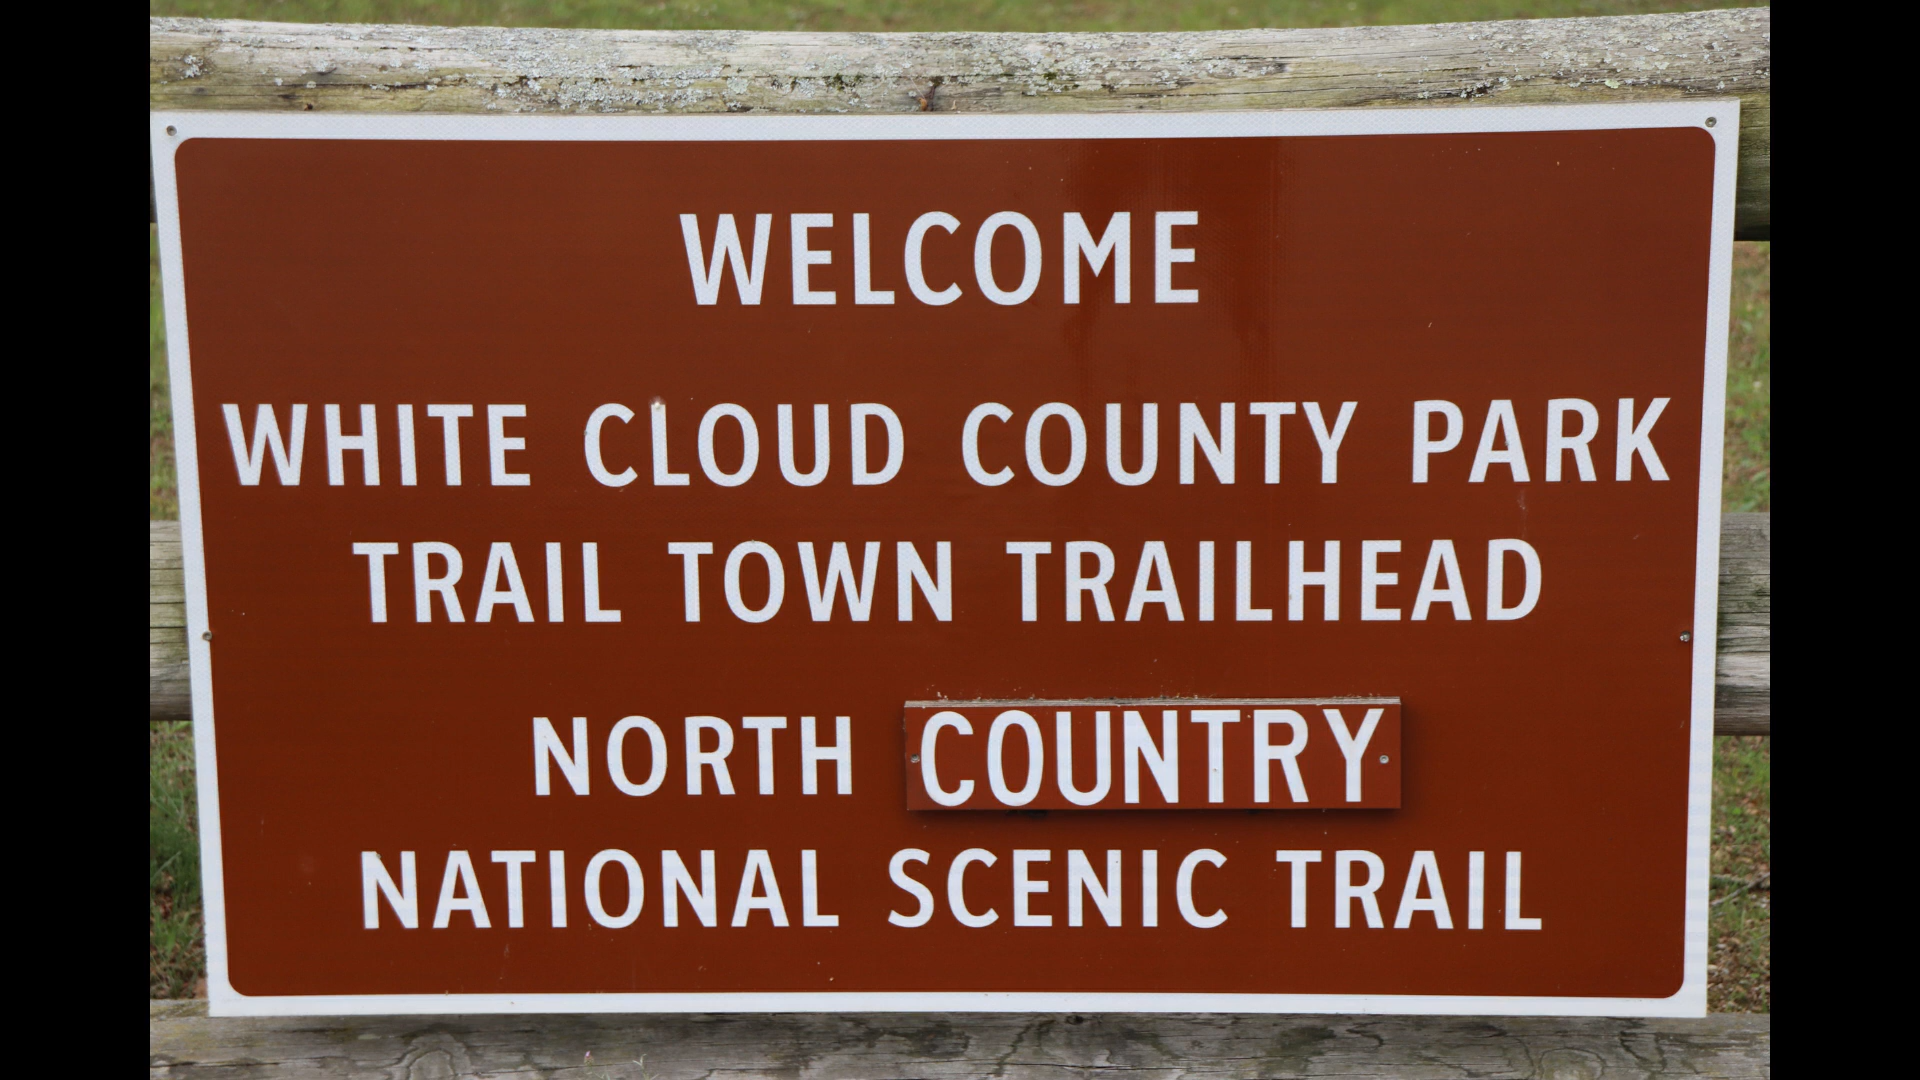 WELCOME
WHITE CLOUD COUNTY PARK
TRAIL TOWN TRAILHEAD
NORTH COUNTRY
NATIONAL SCENIC TRAIL